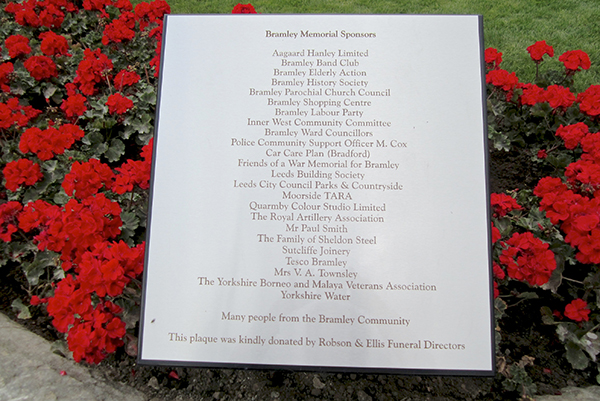 Bramley Memorial Sponsors
Aagaard Hanley Limited
Bramley Band Club
Bramley Elderly Action
Bramley History Society
Bramley Parochial Church Council
Bramley Shopping Centre
Bramley Labour Party
Inner West Community Committee
Bramley Ward Councillors
Police Community Support Officer M. Cox
Car Care Plan (Bradford)
Friends of a War Memorial for Bramley
Leeds Building Society
Leeds City Council Parks & Countryside
Moorside TARA
Quarmby Colour Studio Limited
The Royal Artillery Association
Mr Paul Smith
The Family of Sheldon Steel
Sutcliffe Joinery
Tesco Bramley
Mrs V. A. Townsley
The Yorkshire Borneo and Malaya Veterans Association
Yorkshire Water
Many people from the Bramley Community
This plaque was kindly donated by Robson & Ellis Funeral Directors